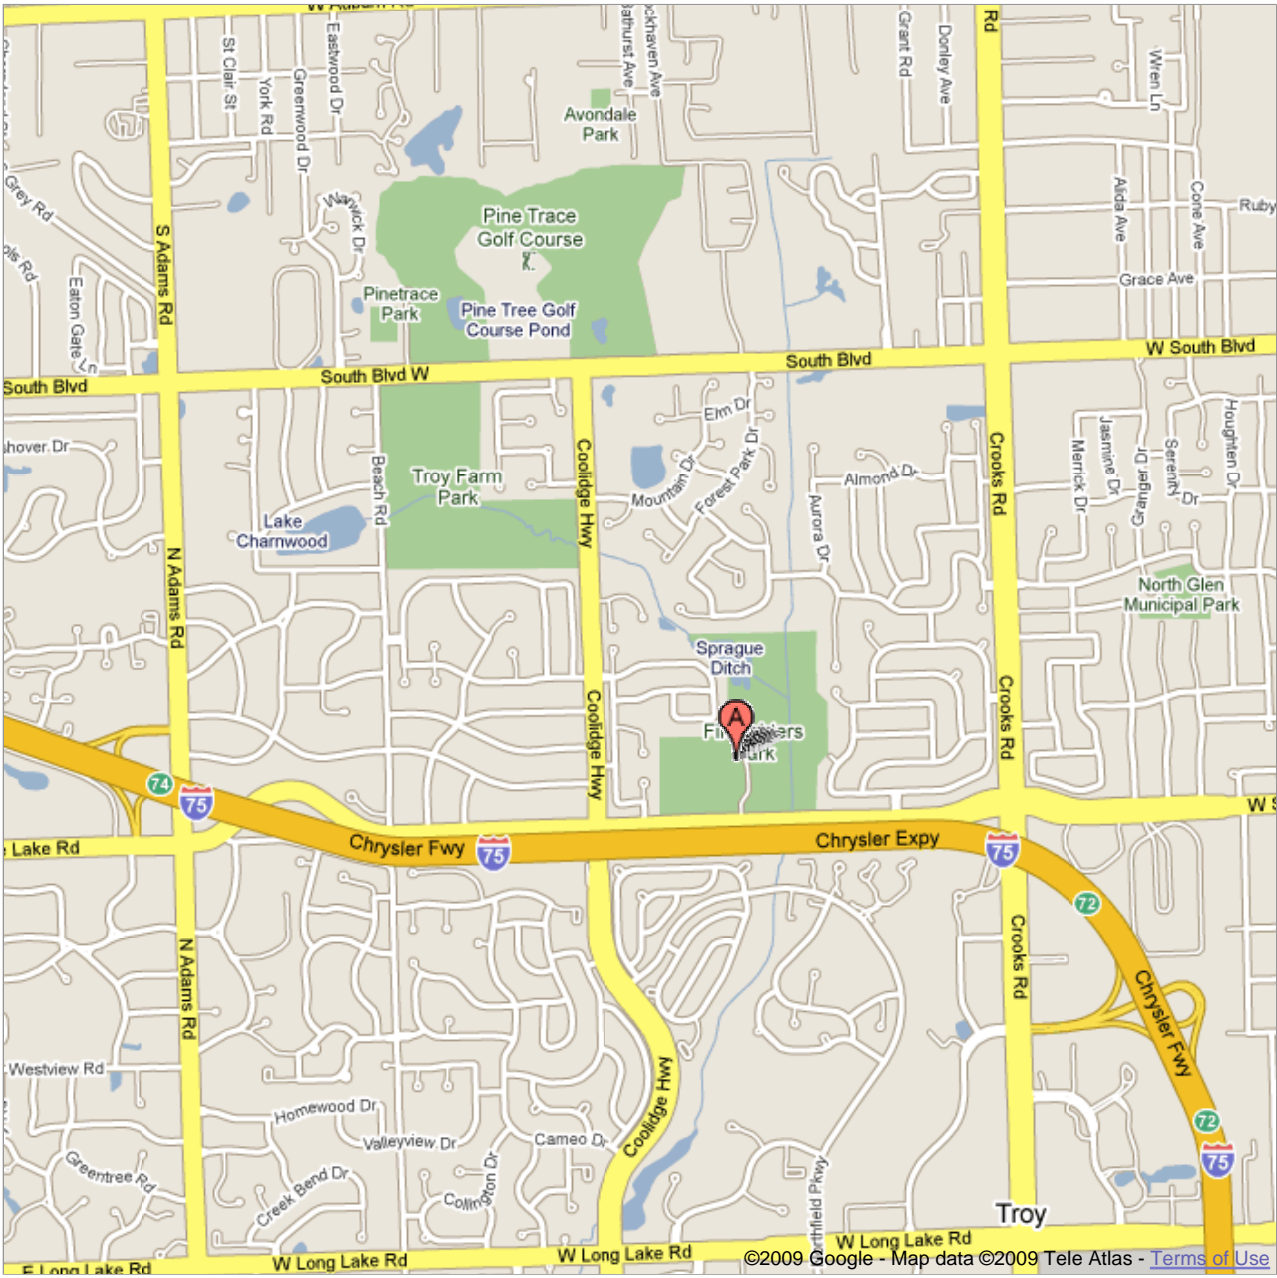 W Auburn Rd
Rd
St Clair St
York Rd
Greenwood Dr
Eastwood Dr
Bathurst Ave
Grant Rd
Donley Ave
Wren Ln
Avondale
Park
Grey Rd
Warwick Dr
Pine Trace
Golf Course
Alida Ave
Cone Ave
Ruby
S Adams Rd
Eaton Gate Ln
Grace Ave
Pinetrace
Park
Pine Tree Golf
Course Pond
South Blvd
South Blvd W
South Blvd
W South Blvd
Elm Dr
Forest Park Dr
Mountain Dr
Almond Dr
Aurora Dr
Crooks Rd
Merrick Dr
Jasmine Dr
Granger Dr
Serenity Dr
Houghten Dr
Beach Rd
Troy Farm
Park
Coolidge Hwy
Lake
Charnwood
N Adams Rd
North Glen
Municipal Park
Sprague
Ditch
A
Coolidge Hwy
Crooks Rd
74
75
Lake Rd
Chrysler Fwy
75
Chrysler Expy
75
72
N Adams Rd
Crooks Rd
Chrysler Fwy
Westview Rd
Homewood Dr
Valleyview Dr
Cameo Dr
Coolidge Hwy
72
75
Greentree Rd
Creek Bend Dr
Collington Dr
Troy
E Long Lake Rd
W Long Lake Rd
W Long Lake Rd
W Long Lake Rd
©2009 Google - Map data ©2009 Tele Atlas - Terms of Use